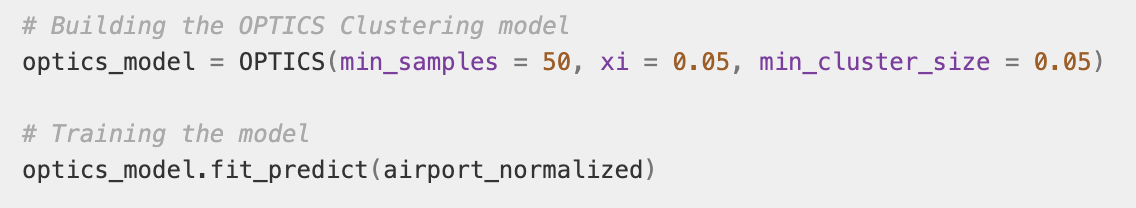 # Building the OPTICS Clustering model
optics_model = OPTICS(min_samples = 50, xi = 0.05, min_cluster_size = 0.05)
# Training the model
optics_model.fit_predict(airport_normalized)